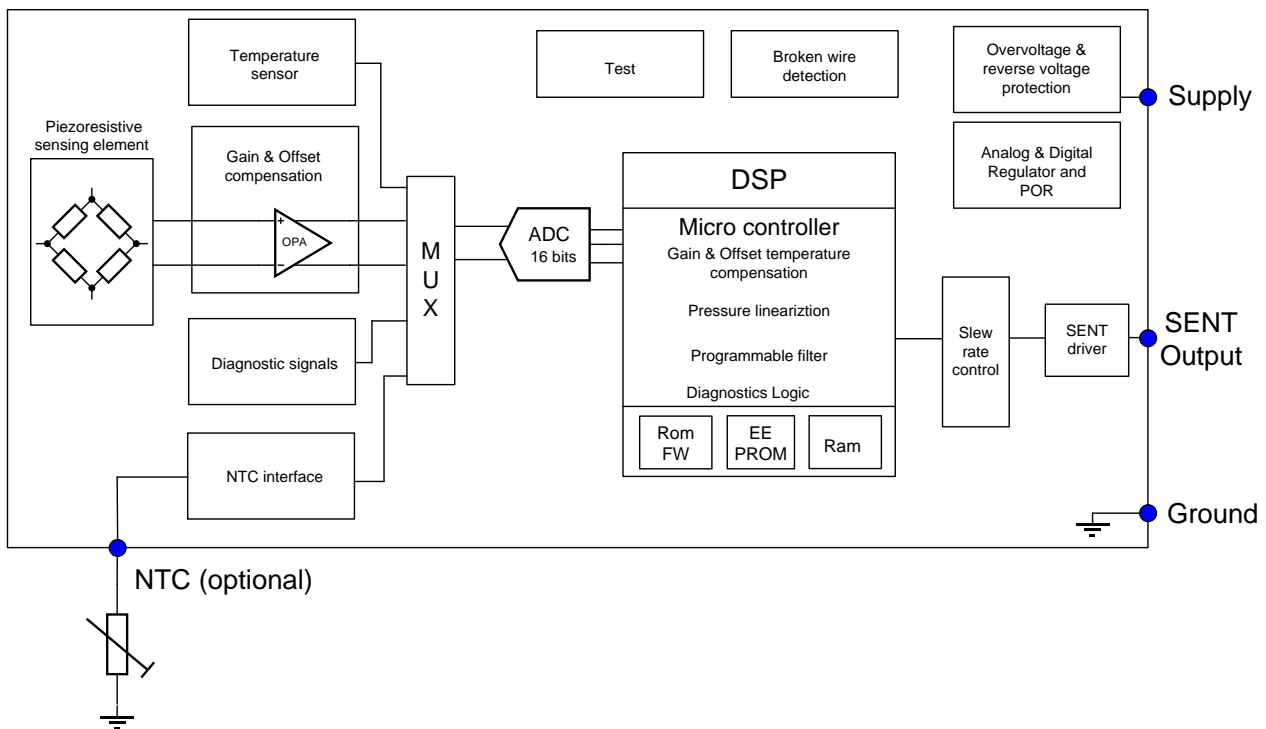 Temperature
sensor
Test
Broken wire
detection
Overvoltage &
reverse voltage
protection
Supply
Piezoresistive
sensing element
Gain & Offset
compensation
+
OPA
−
Analog & Digital
Regulator and
POR
DSP
Micro controller
Gain & Offset temperature
compensation
Pressure lineariztion
Programmable filter
Diagnostics Logic
M
U
X
ADC
16 bits
Slew
rate
control
SENT
driver
SENT
Output
Diagnostic signals
Rom
FW
EE
PROM
Ram
NTC interface
Ground
NTC (optional)